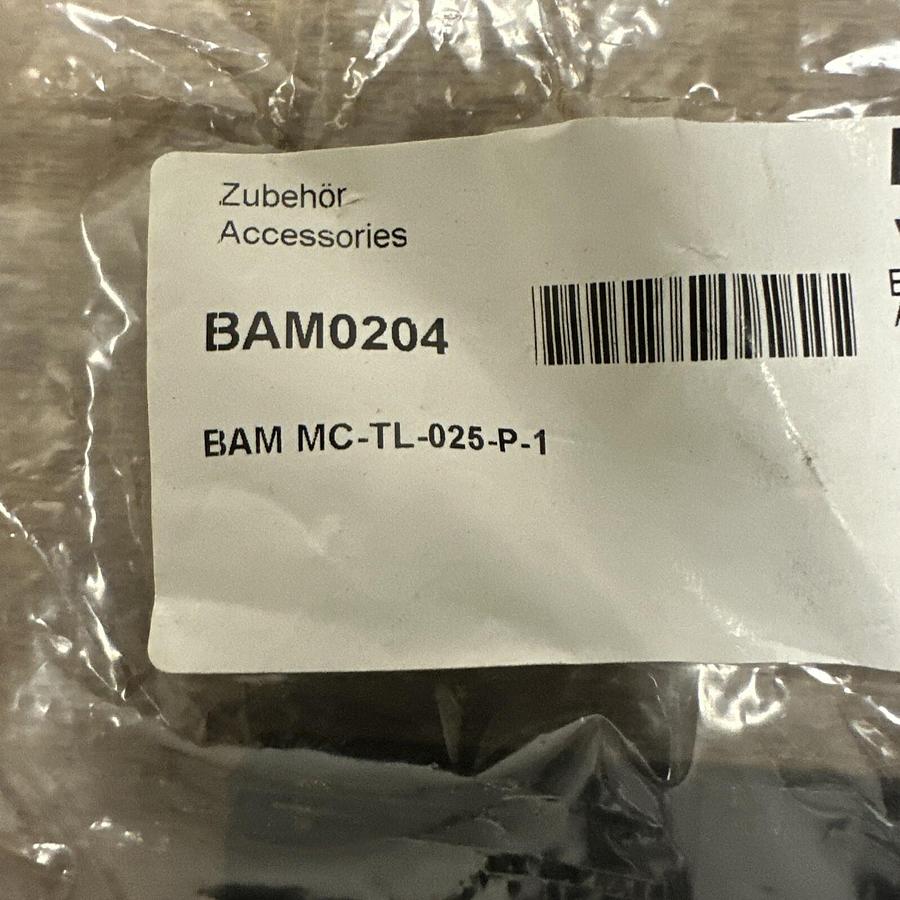 Zubehör
Accessories
BAM0204
BAM MC-TL-025-P-1